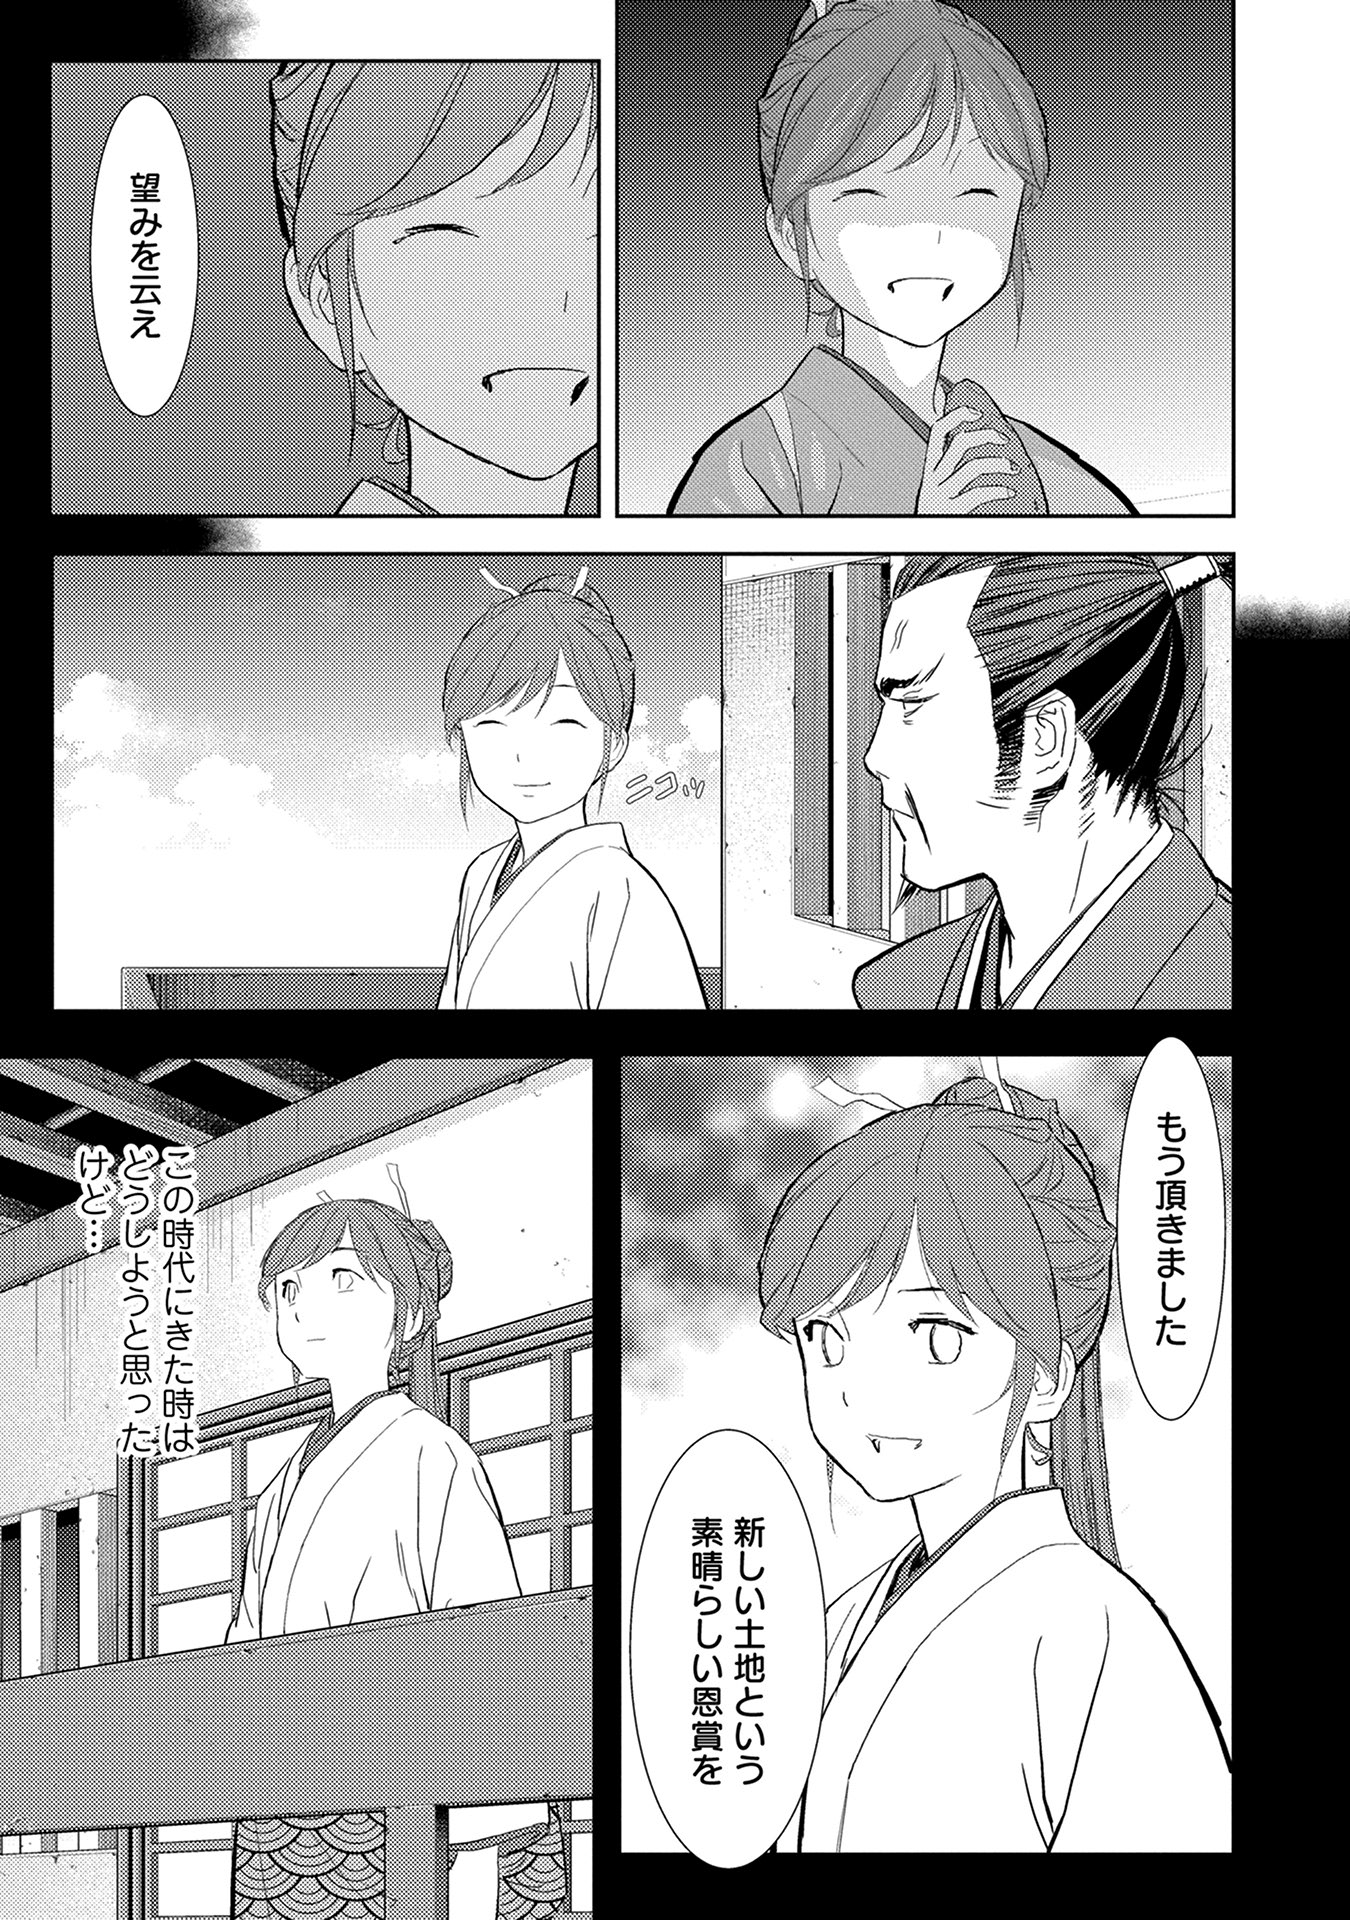 望みを云え
ニコッ
もう頂きました
新しい土地という
素晴らしい恩賞を
この時代にきた時は
どうしようと思った
けど…